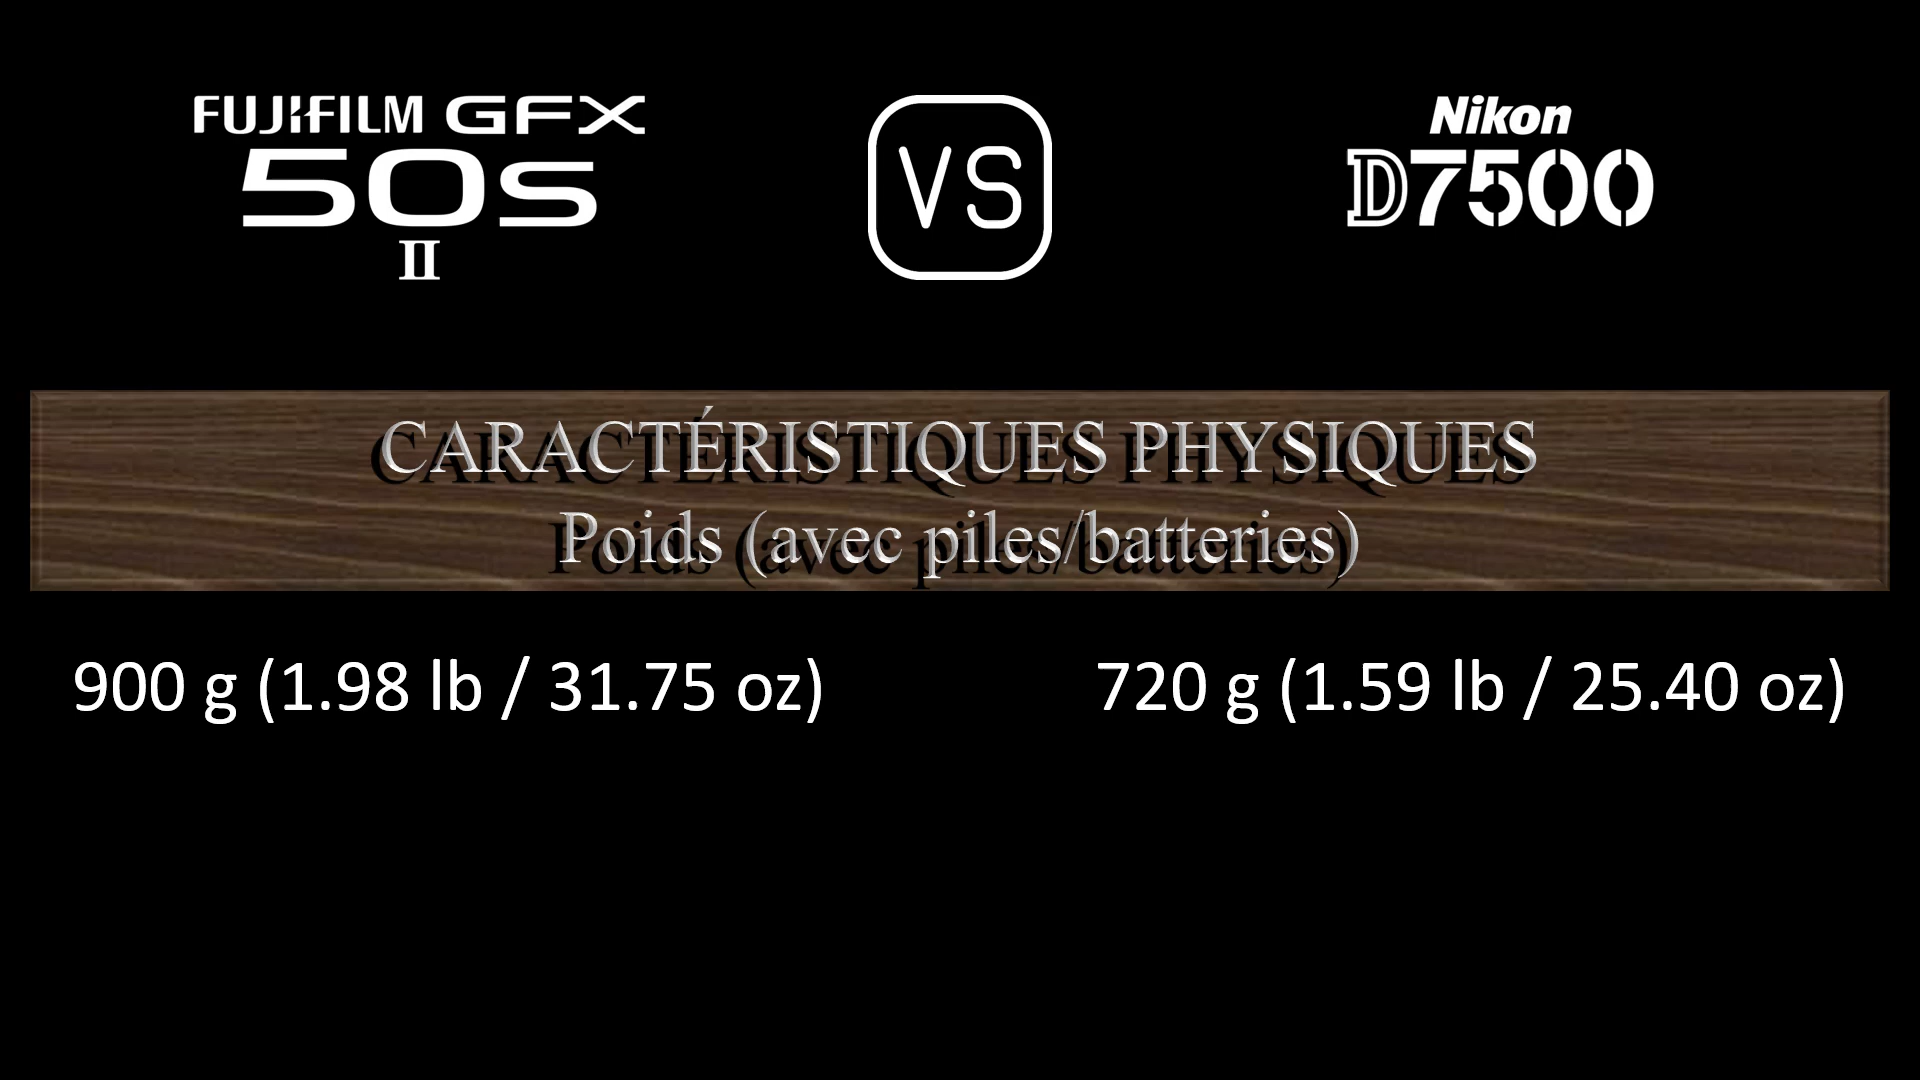 FUJIFILM GFX
50S
II
VS
Nikon
D7500
CARACTÉRISTIQUES PHYSIQUES
Poids (avec piles/batteries)
900 g (1.98 lb / 31.75 oz)
720 g (1.59 lb / 25.40 oz)